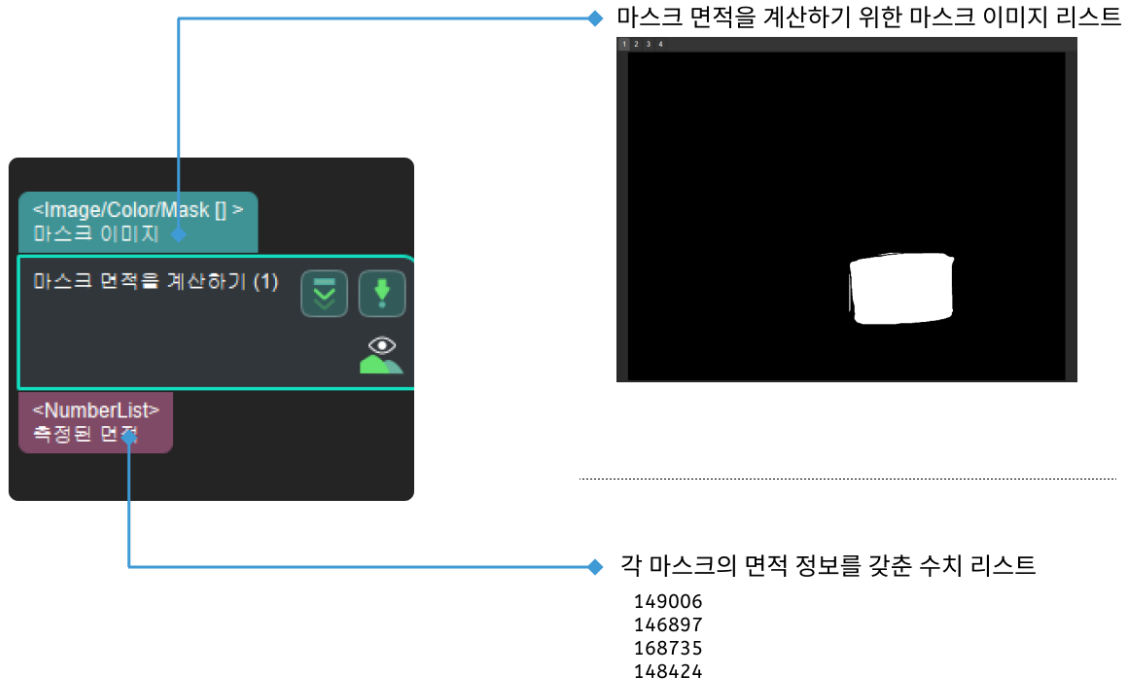 마스크 면적을 계산하기 위한 마스크 이미지 리스트
1 2 3 4
<Image/Color/Mask [] >
마스크 이미지
마스크 면적을 계산하기 (1)
<NumberList>
측정된 면적
각 마스크의 면적 정보를 갖춘 수치 리스트
149006
146897
168735
148424